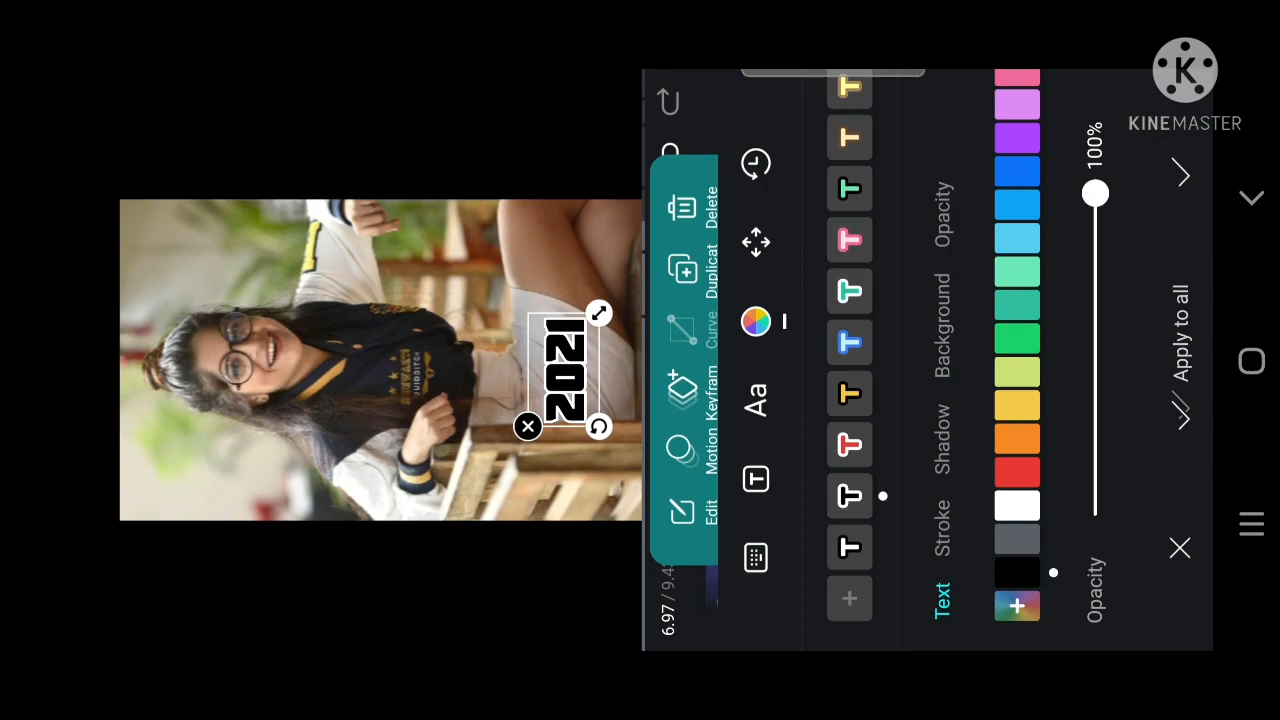 2021
6.97 / 9.4
Edit Motion Keyfram Curve Duplicat Delete
Aa
T T T T T T T T T T
Text Stroke Shadow Background Opacity
Opacity 100%
Apply to all
K
KINEMASTER